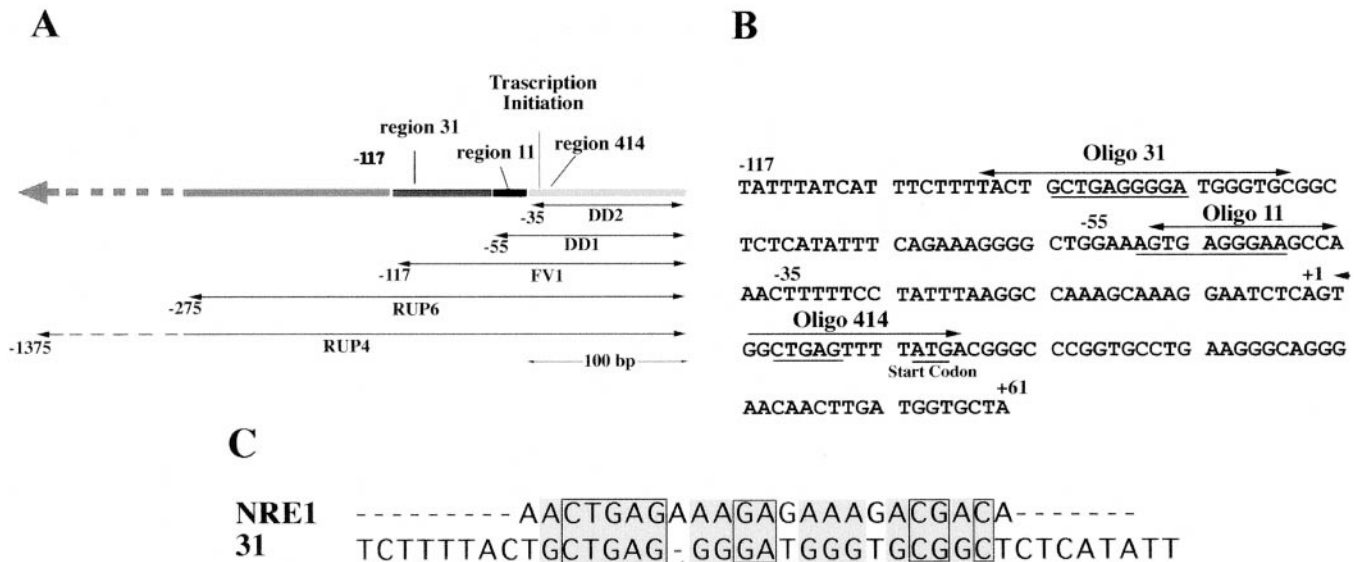 A
Trascription
Initiation
region 31
region 414
-117
region 11
-35
DD2
-55
DD1
-117
FV1
-275
RUP6
-1375
RUP4
100 bp
B
-117
Oligo 31
TATTTATCAT TTCTTTTACT GCTGAGGGGA TGGGTGCGGC
-55
Oligo 11
TCTCATATTT CAGAAAGGGG CTGGAAAGTG AGGGAAGCCA
-35
+1
AACTTTTTCC TATTTAAGGC CAAAGCAAAG GAATCTCAGT
Oligo 414
GGCTGAGTTT TATGACGGGC CCGGTGCCTG AAGGGCAGGG
Start Codon
+61
AACAACTTGA TGGTGCTA
C
NRE1 - - - - - - - - - AACTGAGAAAGAGAAAGACGACA - - - - - - -
31 TCTTTTACTGCTGAG-GGGATGGGTGCGGCTCTCATATT